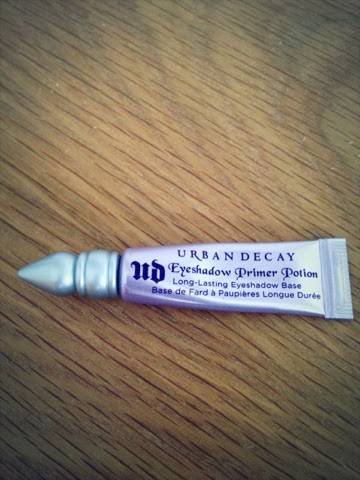 URBAN DECAY
UD Eyeshadow Primer Potion
Long-Lasting Eyeshadow Base
Base de Fard à Paupières Longue Durée